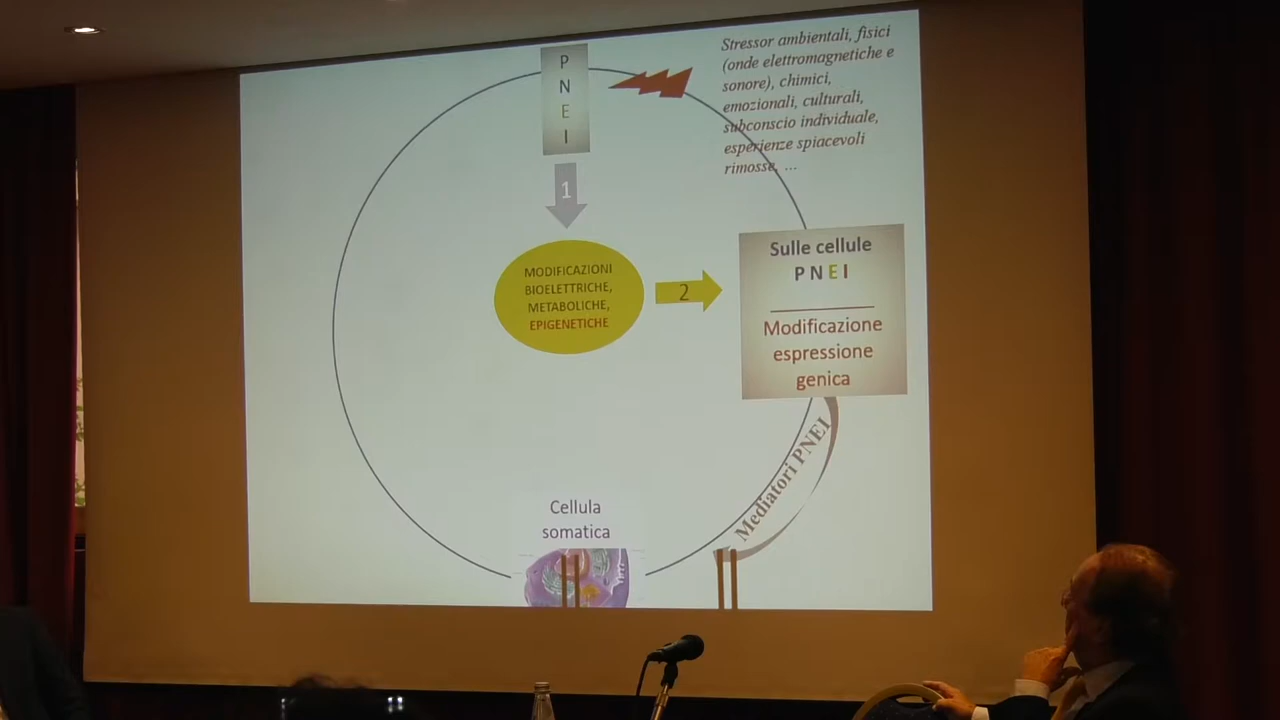 P
N
E
I
Stressor ambientali, fisici
(onde elettromagnetiche e
sonore), chimici,
emozionali, culturali,
subconscio individuale,
esperienze spiacevoli
rimosse, ...
1
MODIFICAZIONI
BIOELETTRICHE,
METABOLICHE,
EPIGENETICHE
2
Sulle cellule
P N E I
Modificazione
espressione
genica
Mediatori PNEI
Cellula
somatica